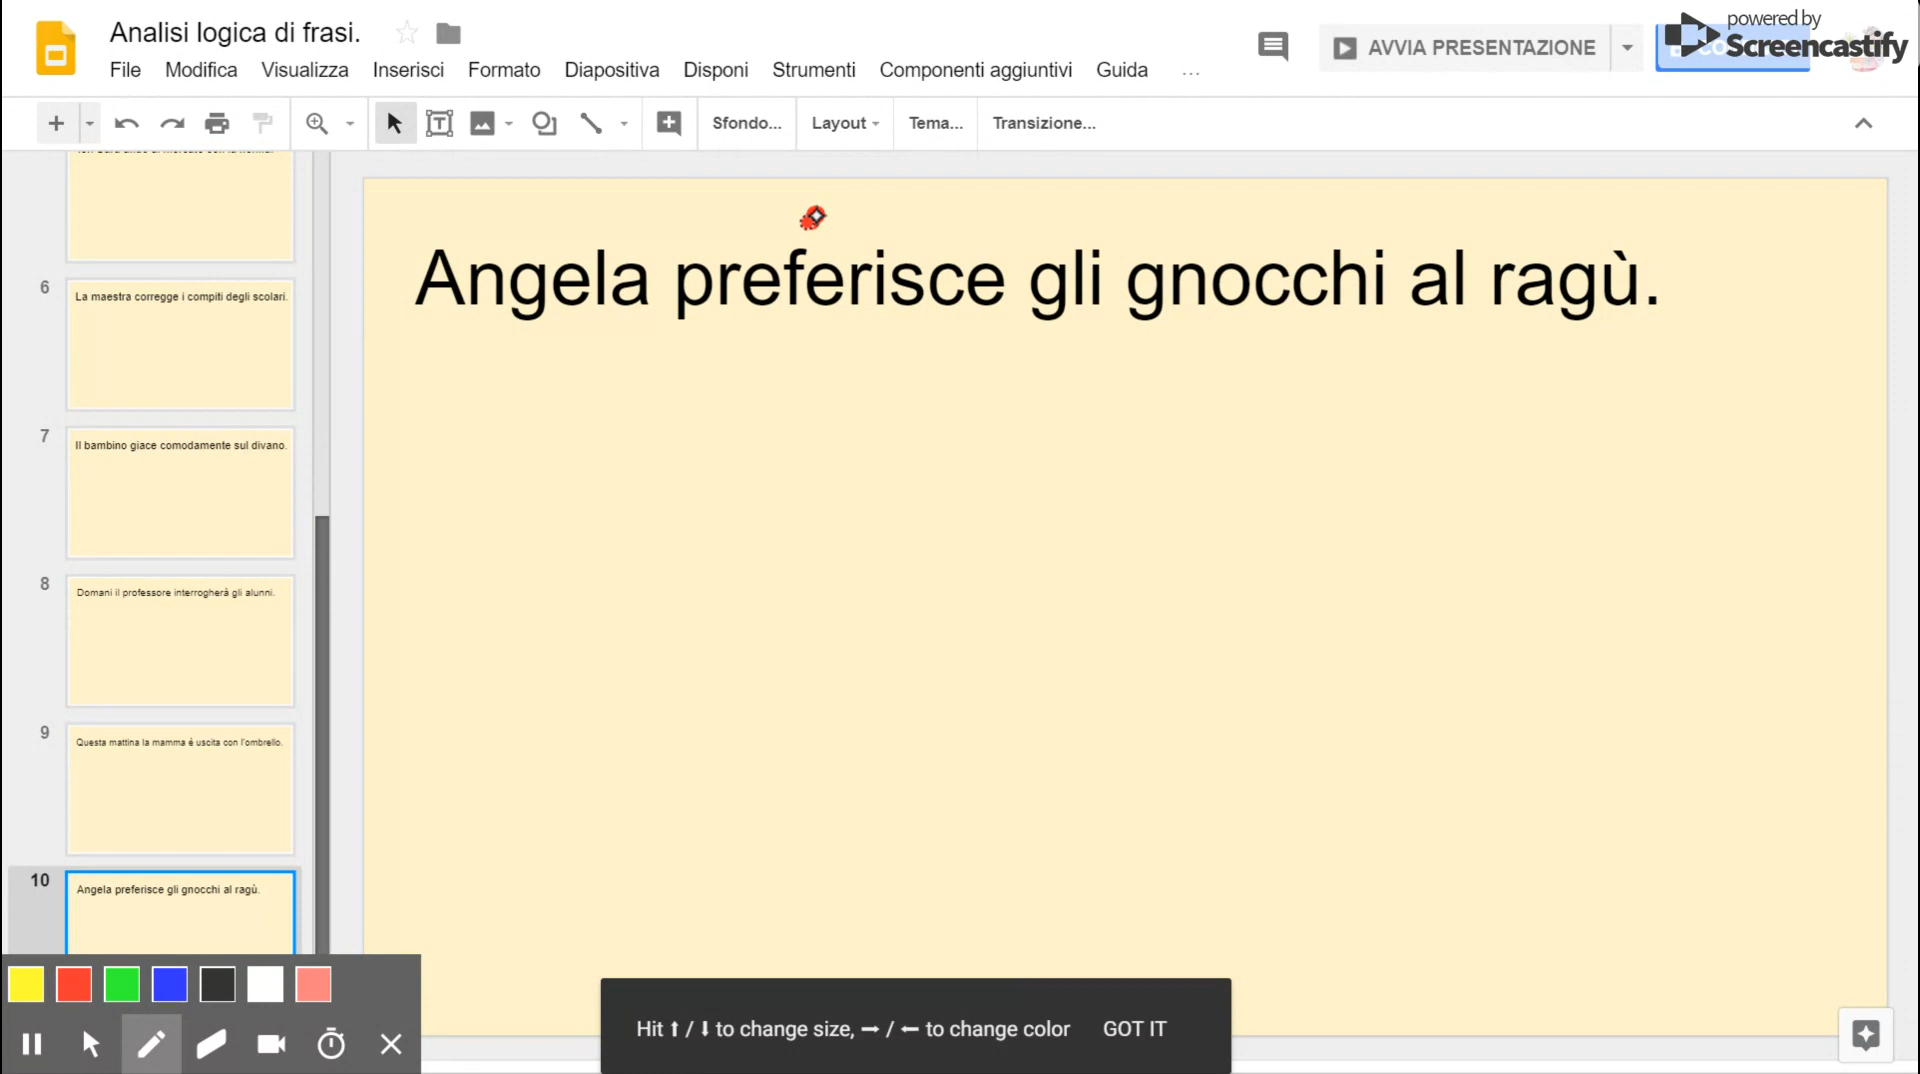 Analisi logica di frasi.
powered by
Screencastify
AVVIA PRESENTAZIONE
File Modifica Visualizza Inserisci Formato Diapositiva Disponi Strumenti Componenti aggiuntivi Guida ...
Sfondo... Layout Tema... Transizione...
Angela preferisce gli gnocchi al ragù.
6
La maestra corregge i compiti degli scolari.
7
Il bambino giace comodamente sul divano.
8
Domani il professore interrogherà gli alunni.
9
Questa mattina la mamma è uscita con l'ombrello.
10
Angela preferisce gli gnocchi al ragù.
Hit ⬆ / ⬇ to change size, ➡ / ⬅ to change color GOT IT